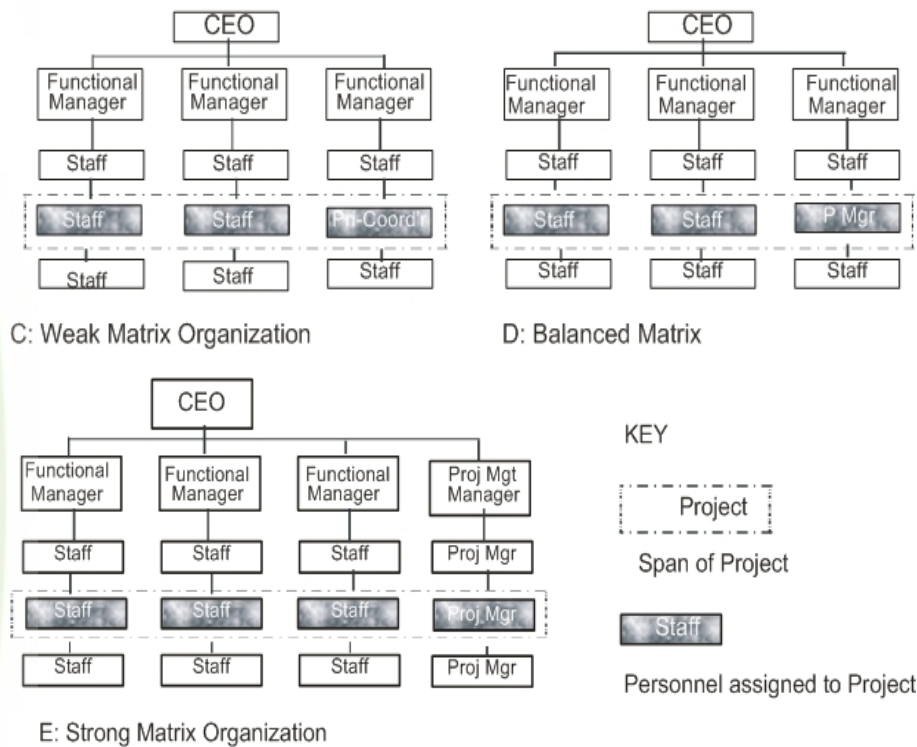 CEO
Functional Manager
Functional Manager
Functional Manager
Staff
Staff
Staff
Staff
Staff
Prj-Coord'r
Staff
Staff
Staff
C: Weak Matrix Organization
CEO
Functional Manager
Functional Manager
Functional Manager
Staff
Staff
Staff
Staff
Staff
P Mgr
Staff
Staff
Staff
D: Balanced Matrix
CEO
Functional Manager
Functional Manager
Functional Manager
Proj Mgt Manager
Staff
Staff
Staff
Proj Mgr
Staff
Staff
Staff
Proj Mgr
Staff
Staff
Staff
Proj Mgr
E: Strong Matrix Organization
KEY
Project
Span of Project
Staff
Personnel assigned to Project